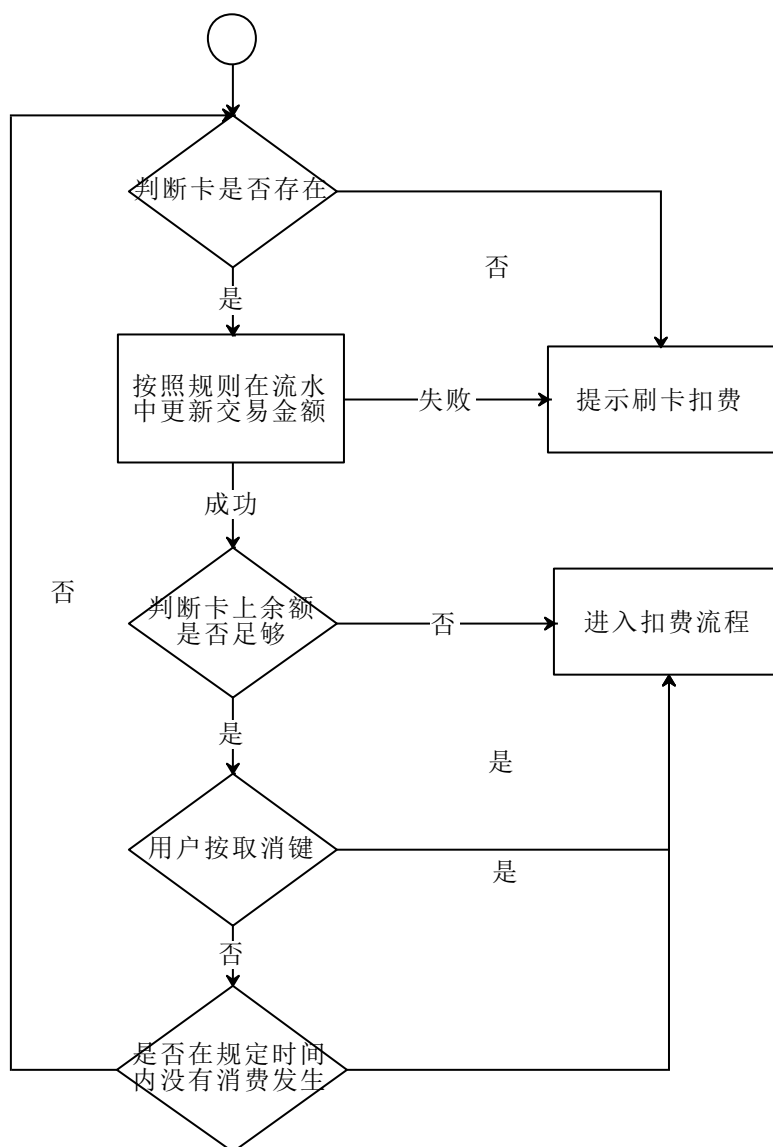 判断卡是否存在
否
是
按照规则在流水
中更新交易金额
失败
提示刷卡扣费
成功
否
判断卡上余额
是否足够
否
进入扣费流程
是
是
用户按取消键
是
否
是否在规定时间
内没有消费发生